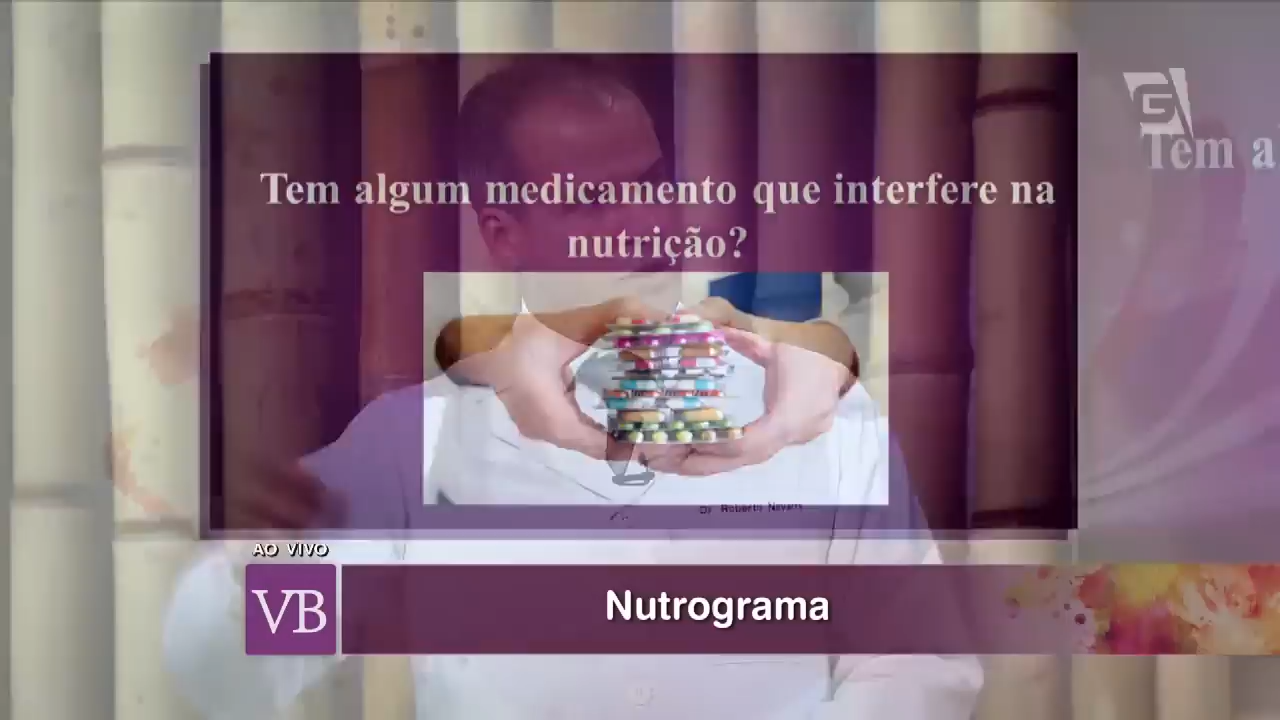 Tem a
Tem algum medicamento que interfere na
nutrição?
Dr Roberto Navarro
AO VIVO
VB
Nutrograma